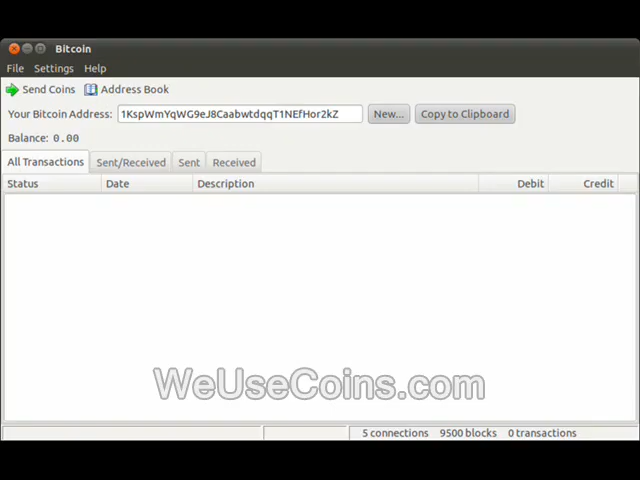 Bitcoin
File Settings Help
Send Coins Address Book
Your Bitcoin Address: 1KspWmYqWG9eJ8CaabwtdqqT1NEfHor2kZ New... Copy to Clipboard
Balance: 0.00
All Transactions Sent/Received Sent Received
Status Date Description Debit Credit
WeUseCoins.com
5 connections 9500 blocks 0 transactions